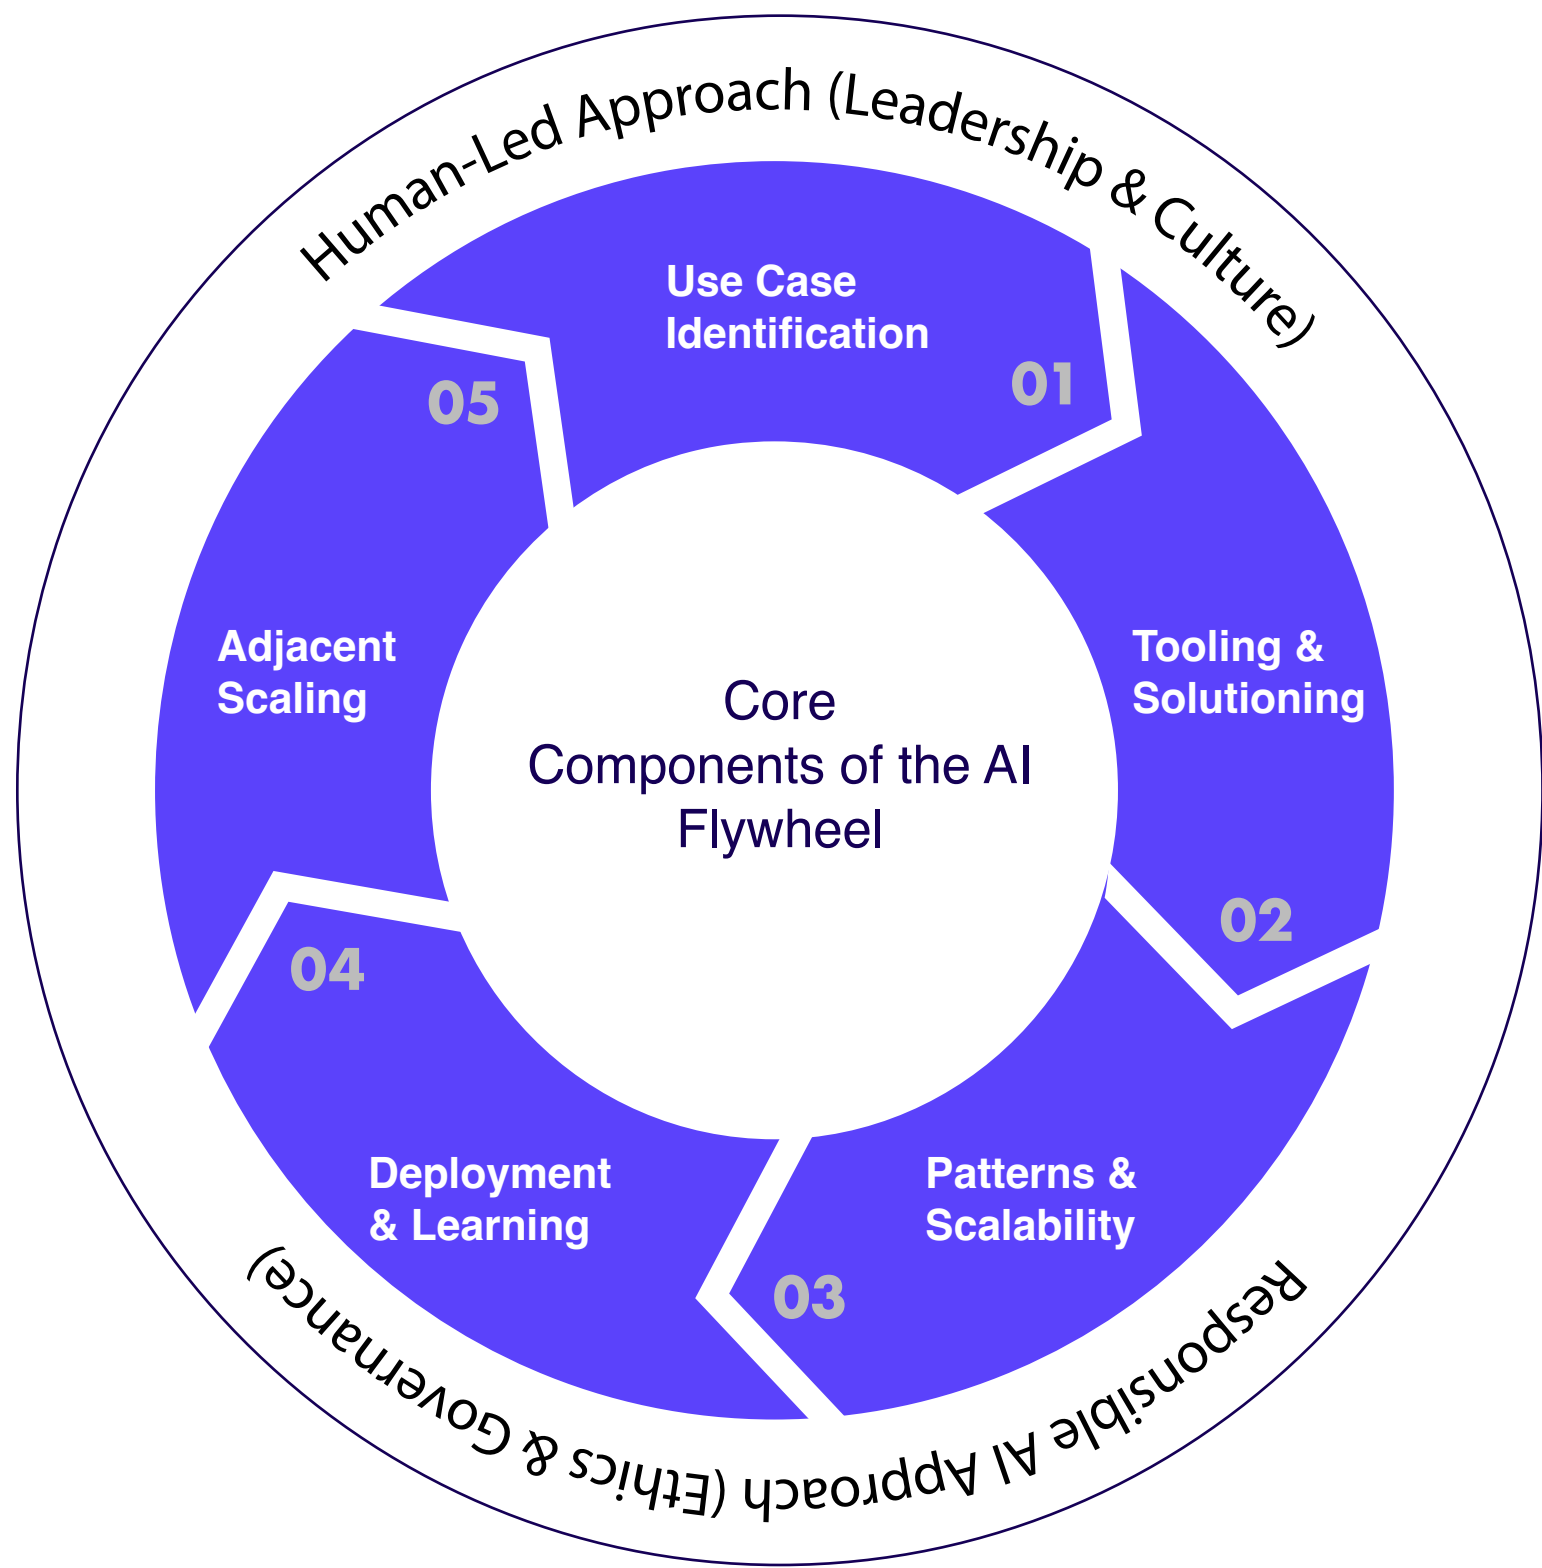 Human-Led Approach (Leadership & Culture)
Use Case
Identification
01
Tooling &
Solutioning
02
Patterns &
Scalability
03
Deployment
& Learning
04
Adjacent
Scaling
05
Core
Components of the AI
Flywheel
Responsible AI Approach (Ethics & Governance)